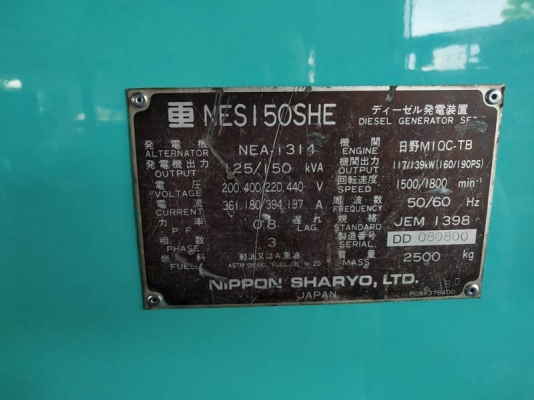 重 NES150SHE ディーゼル発電装置
DIESEL GENERATOR SET
発電機 ALTERNATOR NEA-1314 機関 ENGINE 日野M10C-TB
発電機出力 OUTPUT 125/150 kVA 機関出力 OUTPUT 117/139kW(160/190PS)
電圧 VOLTAGE 200.400/220.440 V 回転速度 SPEED 1500/1800 min⁻¹
電流 CURRENT 361.180/394.197 A 周波数 FREQUENCY 50/60 Hz
力率 P.F. 0.8 遅れ LAG. 規格 STANDARD JEM 1398
相数 PHASE 3 製造番号 SERIAL DD 080800
燃料 FUEL 軽油又はA重油 ASTM DIESEL FUEL OIL No.2D 質量 MASS 2500 kg
NIPPON SHARYO, LTD.
JAPAN